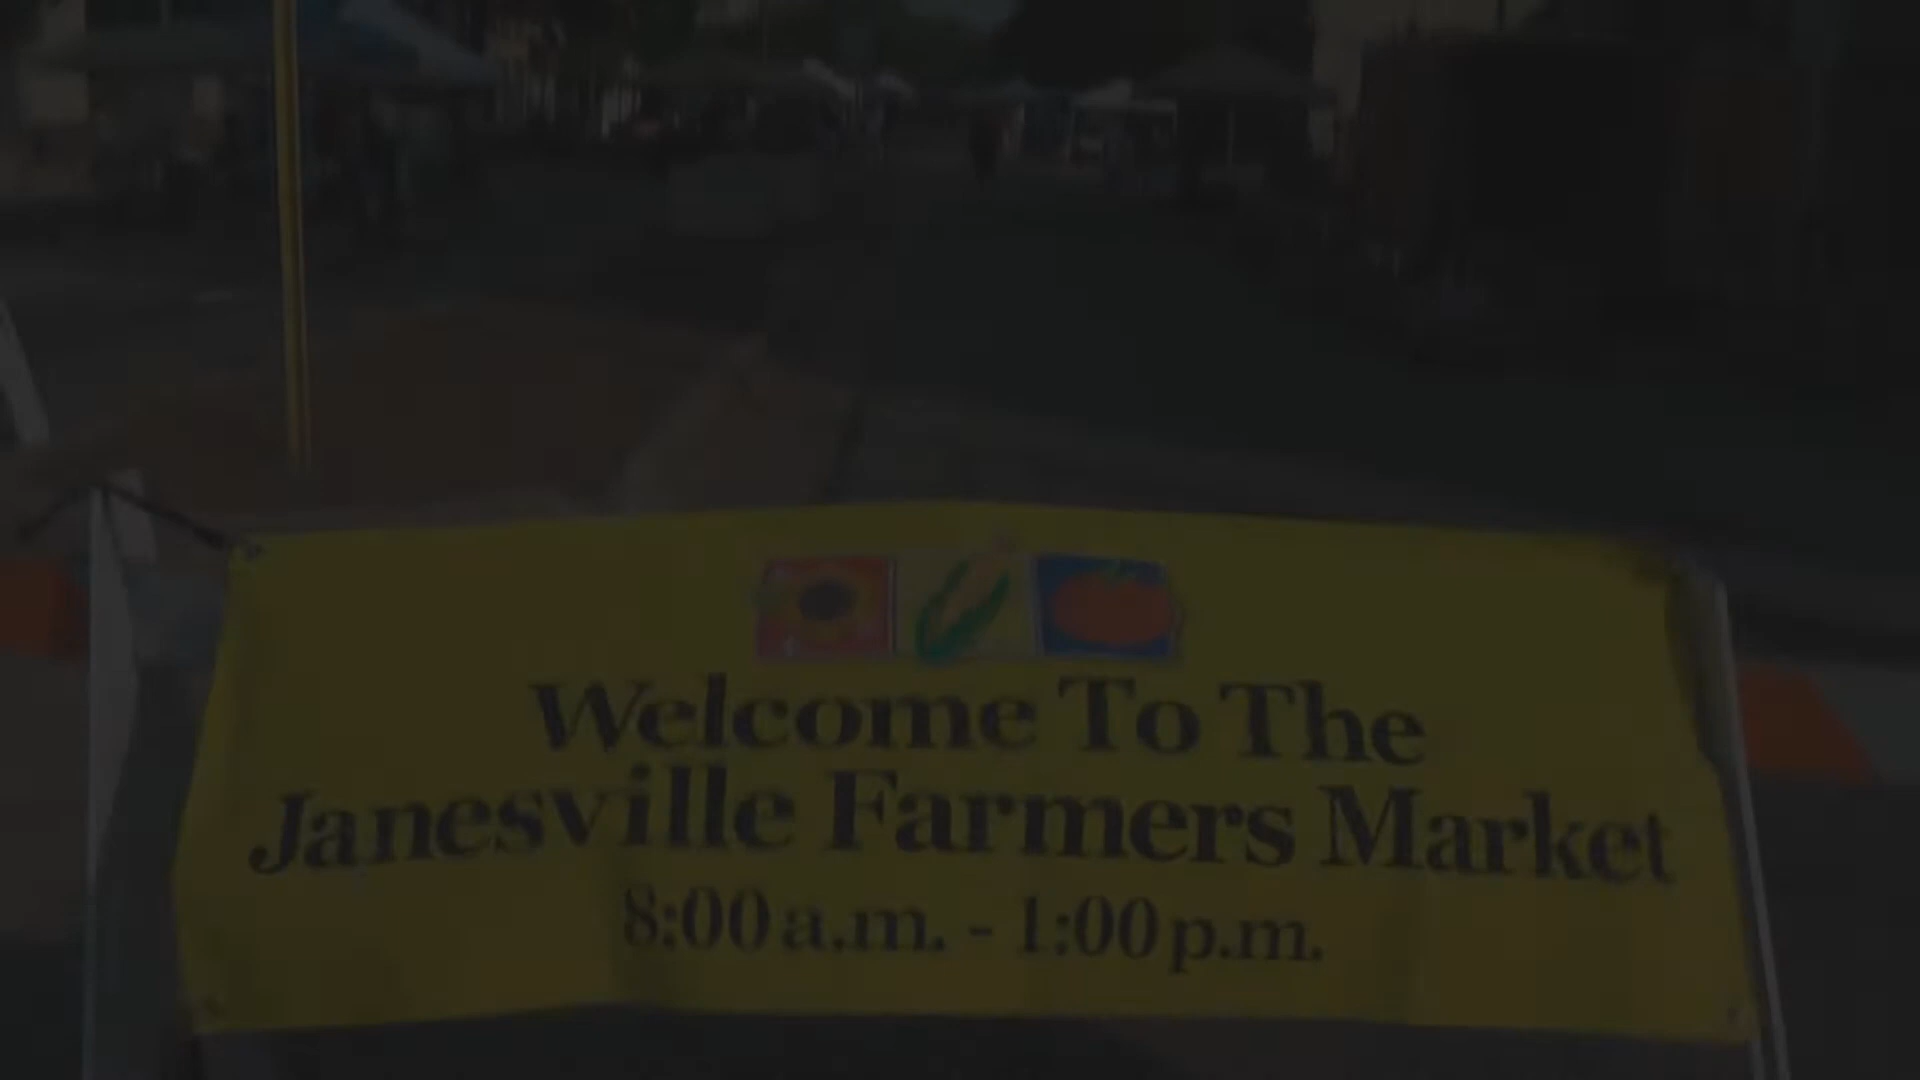 Welcome To The
Janesville Farmers Market
8:00 a.m. - 1:00 p.m.